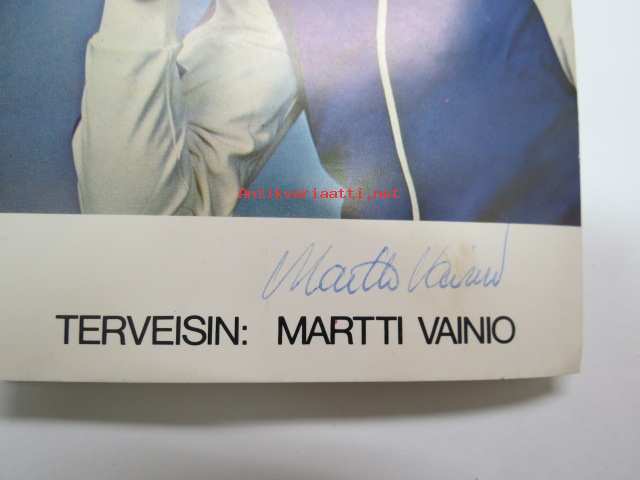 Antikvariaatti.net
Martti Vainio
TERVEISIN: MARTTI VAINIO